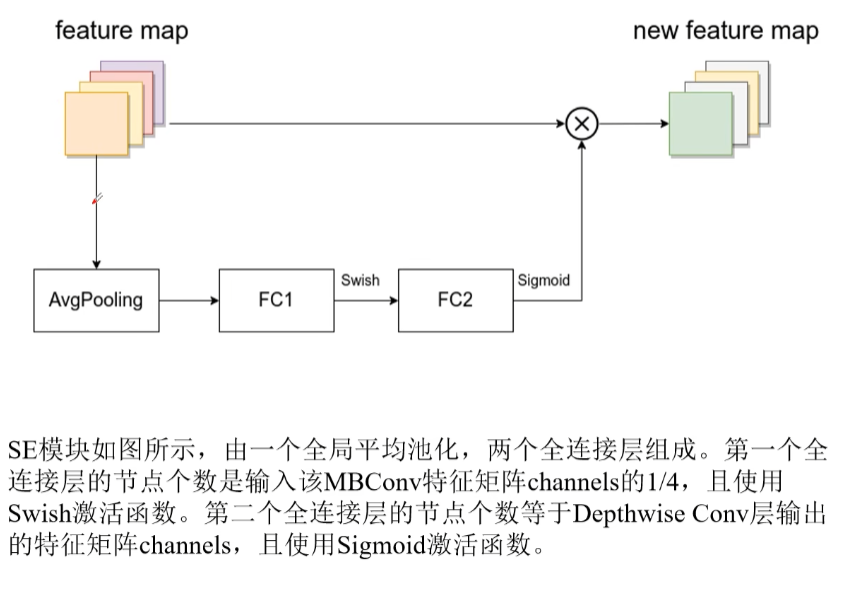 feature map
new feature map
AvgPooling
FC1
Swish
FC2
Sigmoid
SE模块如图所示，由一个全局平均池化，两个全连接层组成。第一个全
连接层的节点个数是输入该MBConv特征矩阵channels的1/4，且使用
Swish激活函数。第二个全连接层的节点个数等于Depthwise Conv层输出
的特征矩阵channels，且使用Sigmoid激活函数。